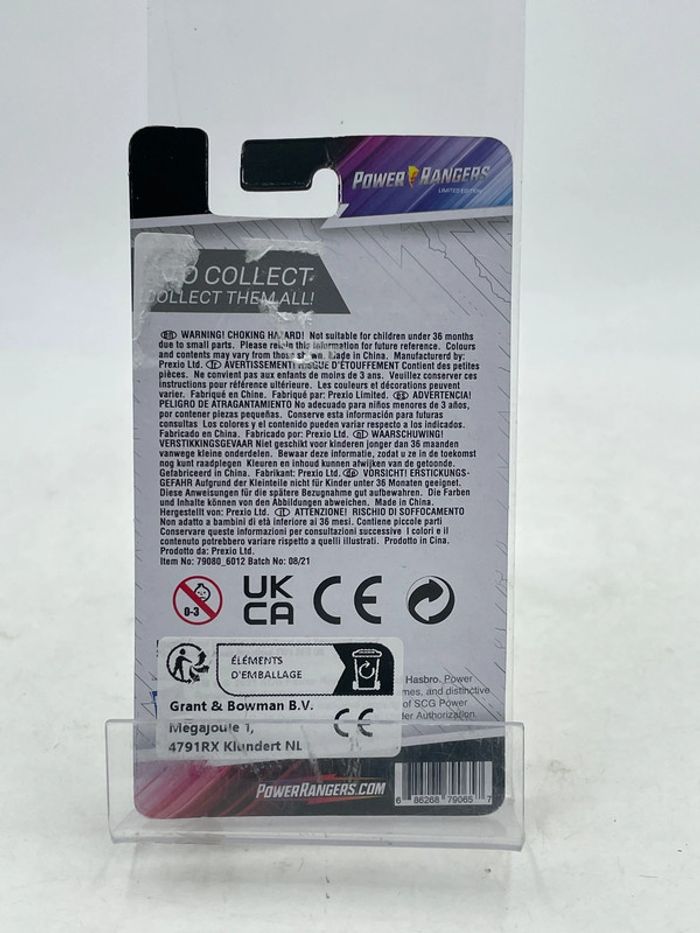 POWER RANGERS
LIMITED EDITION
O COLLECT
COLLECT THEM ALL!
EN WARNING! CHOKING HAZARD! Not suitable for children under 36 months
due to small parts. Please retain this information for future reference. Colours
and contents may vary from those shown. Made in China. Manufacturerd by:
Prexio Ltd. Fr AVERTISSEMENT! RISQUE D'ÉTOUFFEMENT Contient des petites
pièces. Ne convient pas aux enfants de moins de 3 ans. Veuillez conserver ces
instructions pour référence ultérieure. Les couleurs et décorations peuvent
varier. Fabriqué en Chine. Fabriqué par: Prexio Limited. ES ADVERTENCIA!
PELIGRO DE ATRAGANTAMIENTO No adecuado para niños menores de 3 años,
por contener piezas pequeñas. Conserve esta información para futuras
consultas Los colores y el contenido pueden variar respecto a los indicados.
Fabricado en China. Fabricado por: Prexio Ltd. nl WAARSCHUWING!
VERSTIKKINGSGEVAAR Niet geschikt voor kinderen jonger dan 36 maanden
vanwege kleine onderdelen. Bewaar deze informatie, zodat u ze in de toekomst
nog kunt raadplegen Kleuren en inhoud kunnen afwijken van de getoonde.
Gefabriceerd in China. Fabrikant: Prexio Ltd. de VORSICHT! ERSTICKUNGS-
GEFAHR Aufgrund der Kleinteile nicht für Kinder unter 36 Monaten geeignet.
Diese Anweisungen für die spätere Bezugnahme gut aufbewahren. Die Farben
und Inhalte können von den Abbildungen abweichen. Made in China.
Hergestellt von: Prexio Ltd. it ATTENZIONE! RISCHIO DI SOFFOCAMENTO
Non adatto a bambini di età inferiore ai 36 mesi. Contiene piccole parti
Conservare queste informazioni per consultazioni successive I colori e il
contenuto potrebbero variare rispetto a quelli illustrati. Prodotto in Cina.
Prodotto da: Prexio Ltd.
Item No: 79080_6012 Batch No: 08/21
0-3
UK
CA
CE
ÉLÉMENTS
D'EMBALLAGE
Grant & Bowman B.V.
Megajoule 1,
4791RX Klundert NL
CE
Hasbro. Power
mes, and distinctive
of SCG Power
der Authorization.
POWERRANGERS.COM
6 86268 79065 7